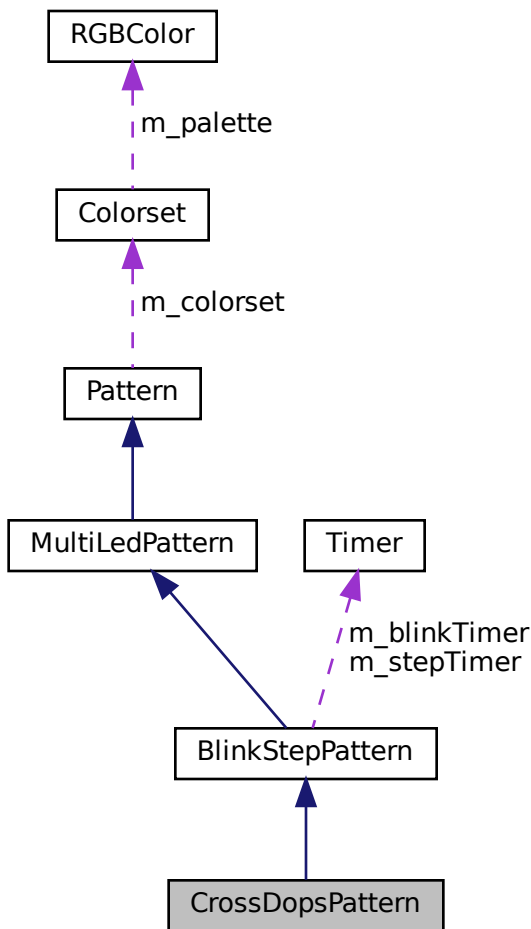 RGBColor
m_palette
Colorset
m_colorset
Pattern
MultiLedPattern
Timer
m_blinkTimer
m_stepTimer
BlinkStepPattern
CrossDopsPattern